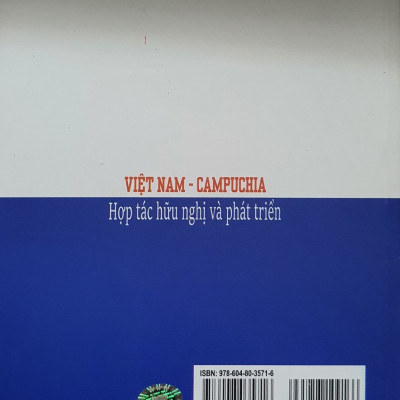 VIỆT NAM - CAMPUCHIA
Hợp tác hữu nghị và phát triển
ISBN: 978-604-80-3571-6